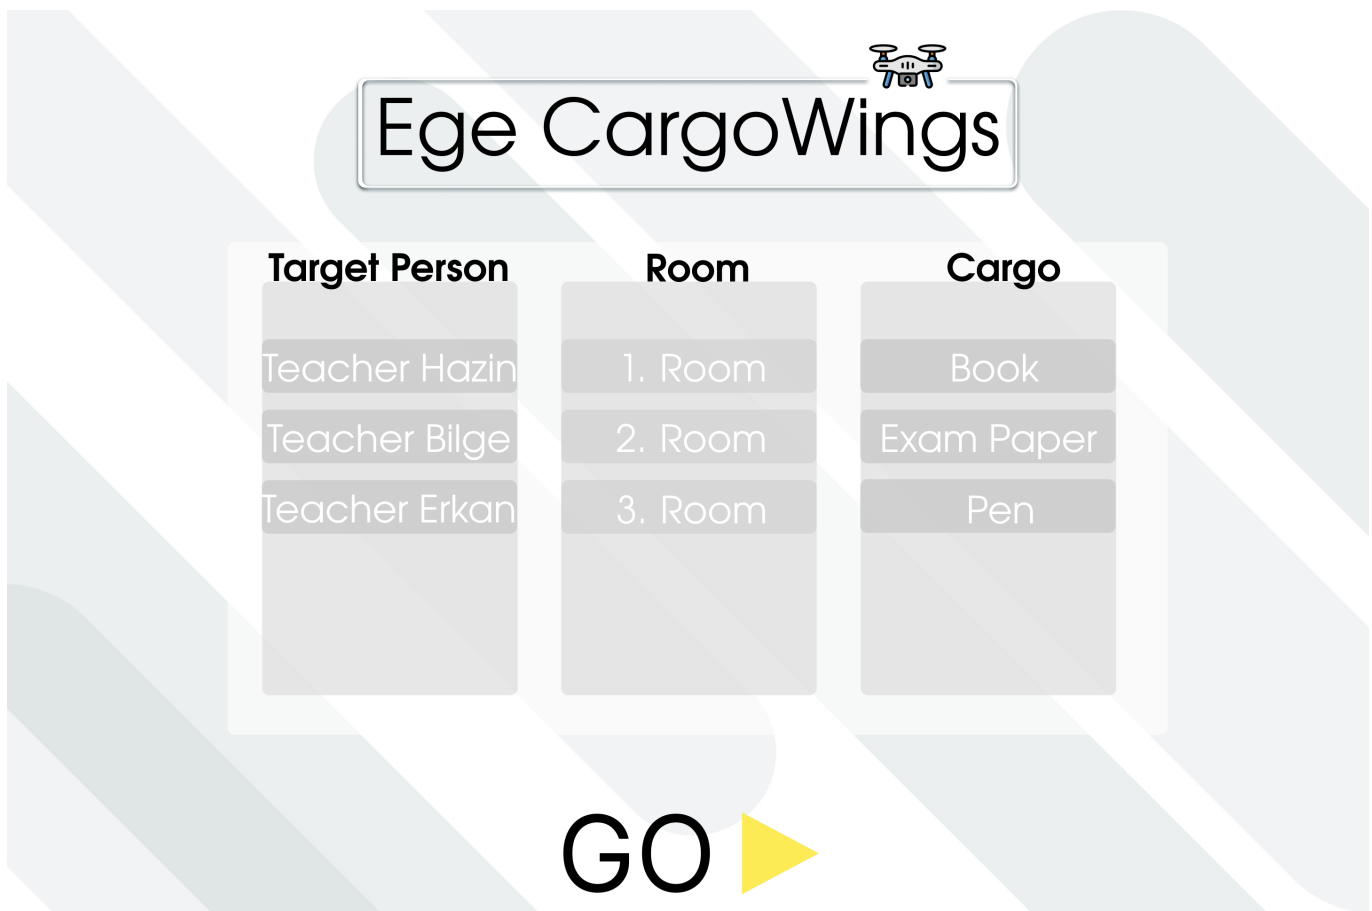 Ege CargoWings
Target Person
Teacher Hazin
Teacher Bilge
Teacher Erkan
Room
1. Room
2. Room
3. Room
Cargo
Book
Exam Paper
Pen
GO